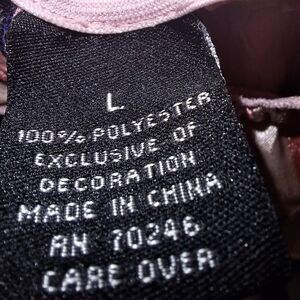 L
100% POLYESTER
EXCLUSIVE OF
DECORATION
MADE IN CHINA
RN 70246
CARE OVER